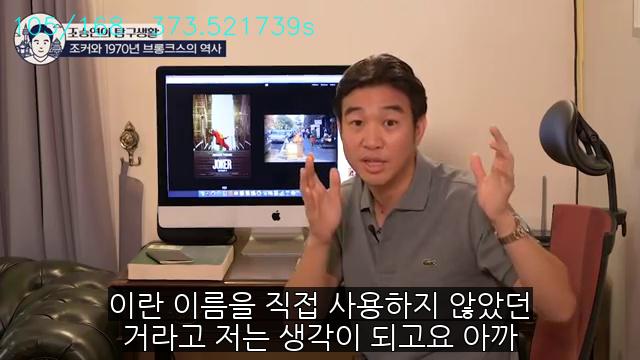 105/168 373.521739s
조승연의 탐구생활
조커와 1970년 브롱크스의 역사
JOKER
이란 이름을 직접 사용하지 않았던
거라고 저는 생각이 되고요 아까